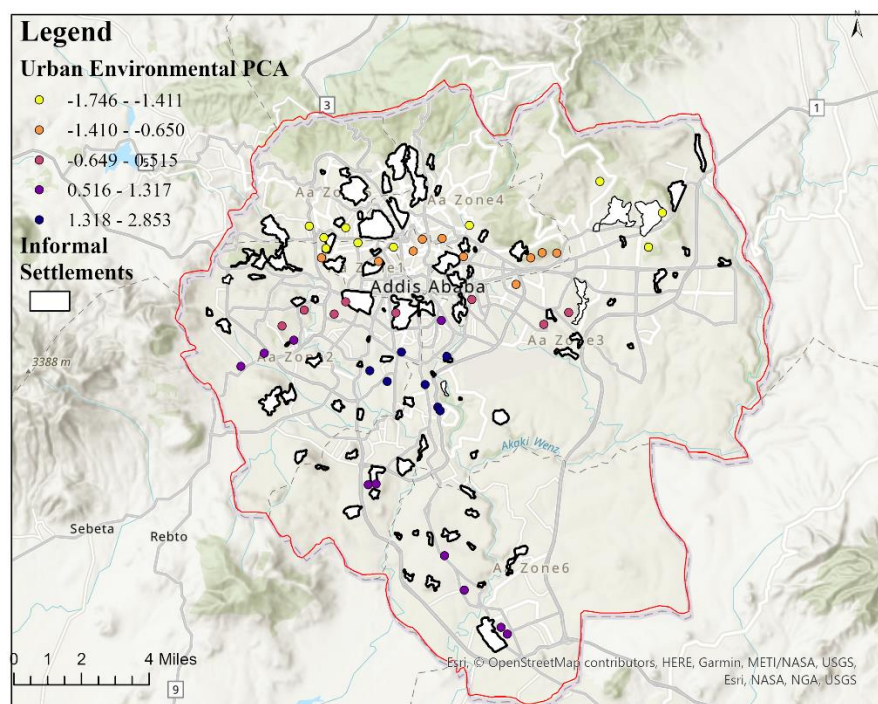 N
Legend
Urban Environmental PCA
-1.746 - -1.411
-1.410 - -0.650
-0.649 - 0.515
0.516 - 1.317
1.318 - 2.853
Informal
Settlements
3
1
Aa Zone4
Zone1
Addis Ababa
Aa Zone3
3388 m
Aa Zone2
Akaki Wenz
Sebeta
Rebto
Zone6
0 2 4 Miles
9
Esri, © OpenStreetMap contributors, HERE, Garmin, METI/NASA, USGS,
Esri, NASA, NGA, USGS